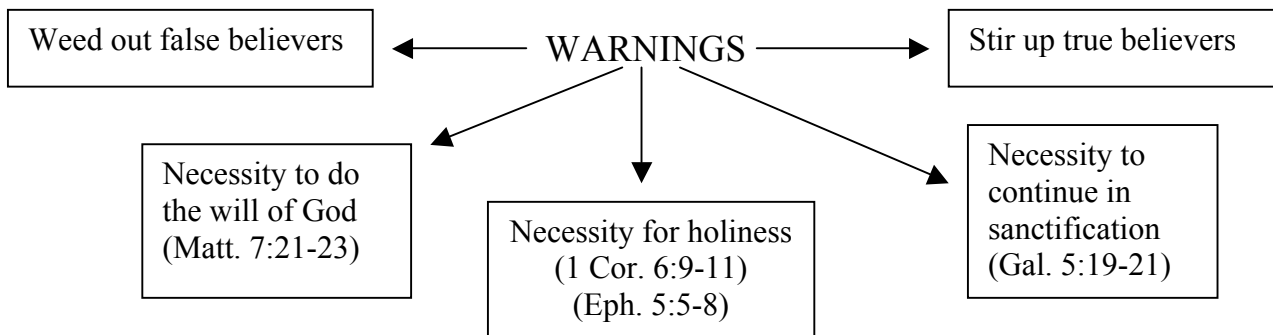 Weed out false believers
WARNINGS
Stir up true believers
Necessity to do
the will of God
(Matt. 7:21-23)
Necessity for holiness
(1 Cor. 6:9-11)
(Eph. 5:5-8)
Necessity to
continue in
sanctification
(Gal. 5:19-21)